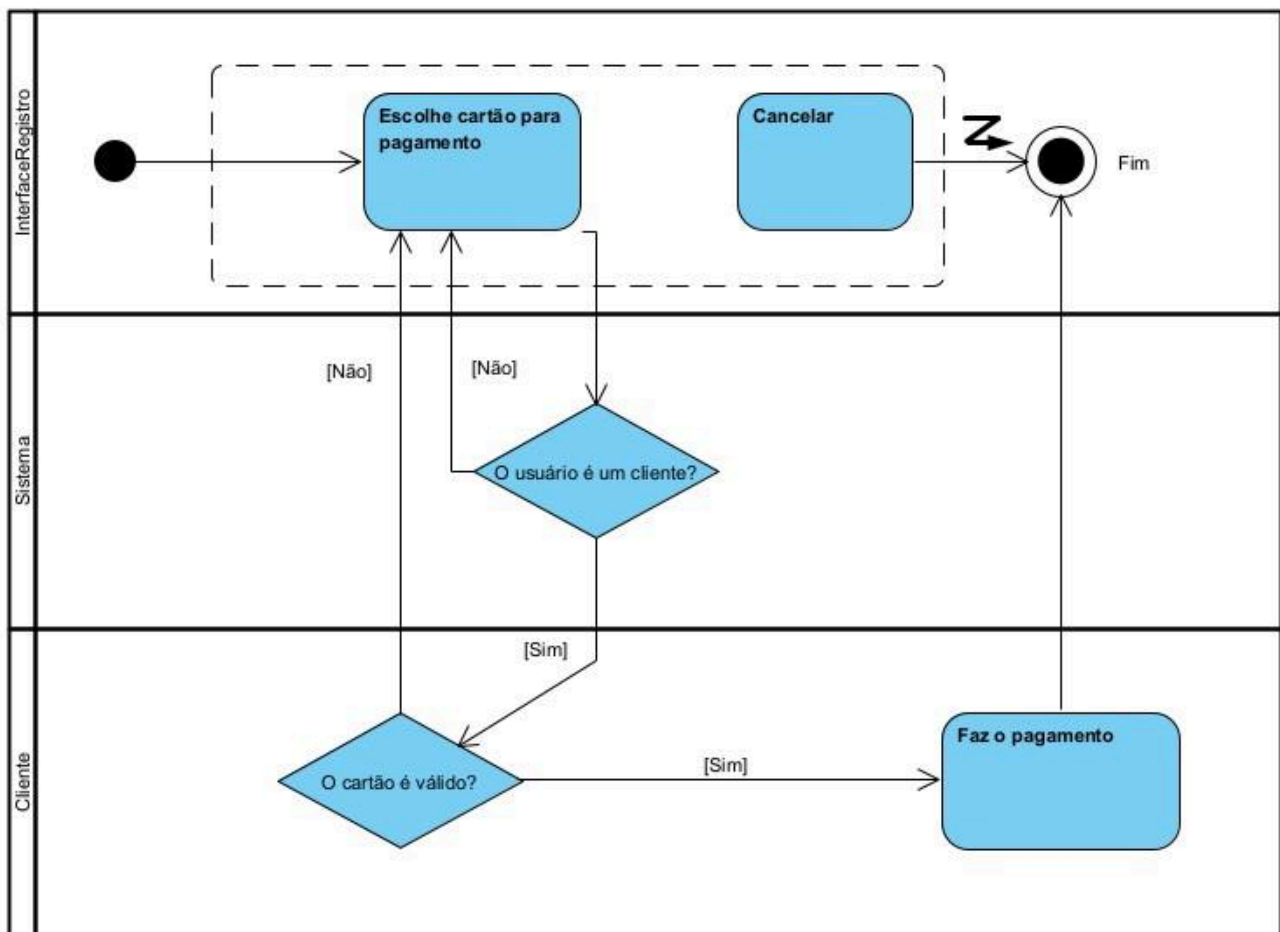 InterfaceRegistro
Escolhe cartão para
pagamento
Cancelar
Fim
Sistema
[Não]
[Não]
O usuário é um cliente?
Cliente
[Sim]
O cartão é válido?
[Sim]
Faz o pagamento